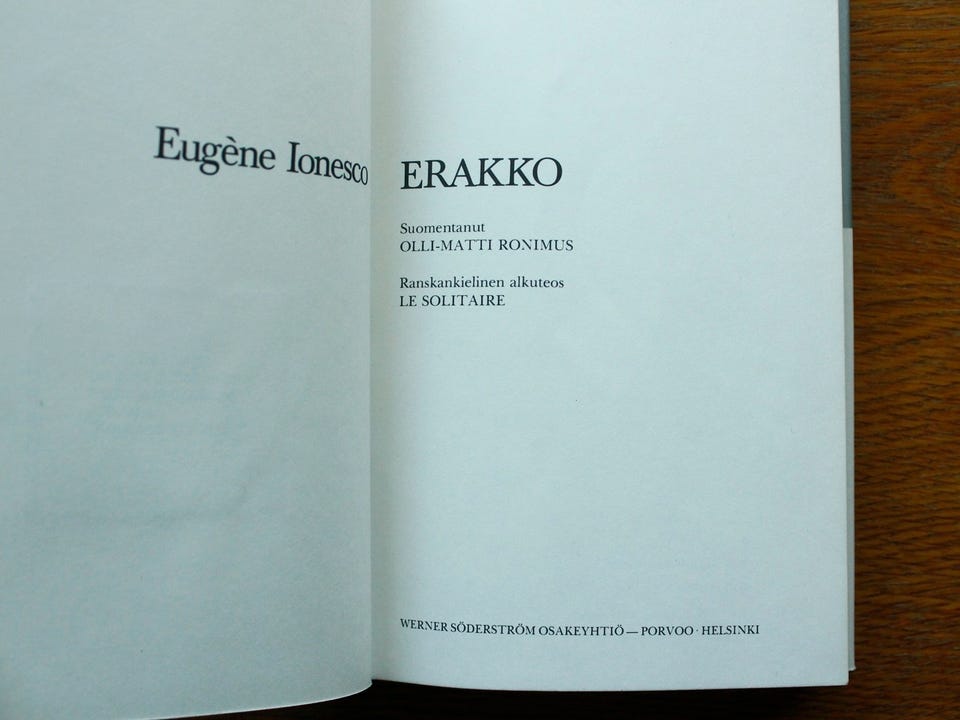 Eugène Ionesco
ERAKKO
Suomentanut
OLLI-MATTI RONIMUS
Ranskankielinen alkuteos
LE SOLITAIRE
WERNER SÖDERSTRÖM OSAKEYHTIÖ — PORVOO · HELSINKI